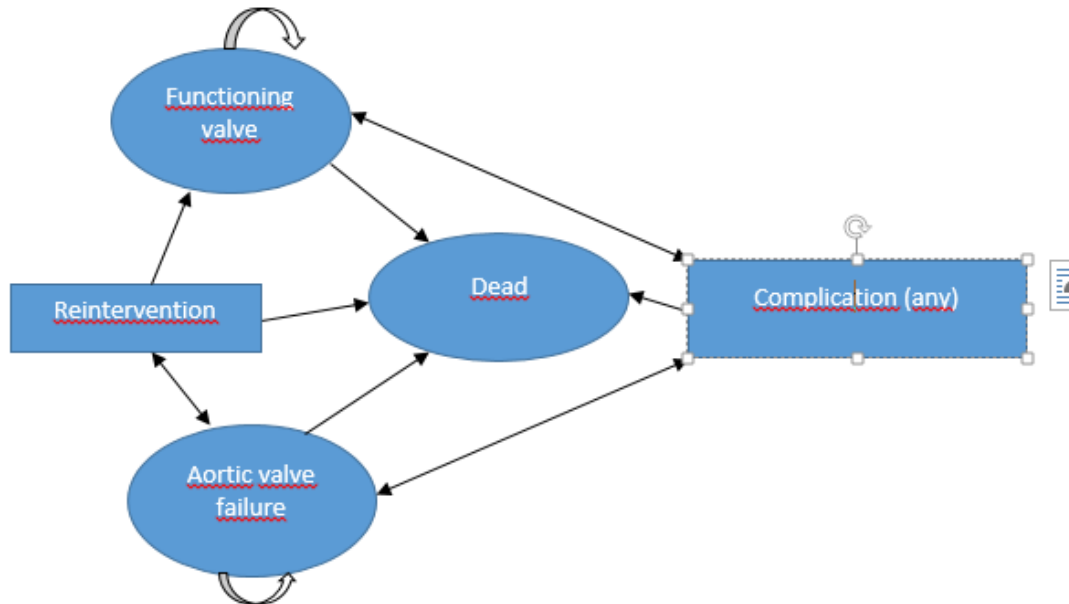 Functioning
valve
Dead
Complication (any)
Reintervention
Aortic valve
failure